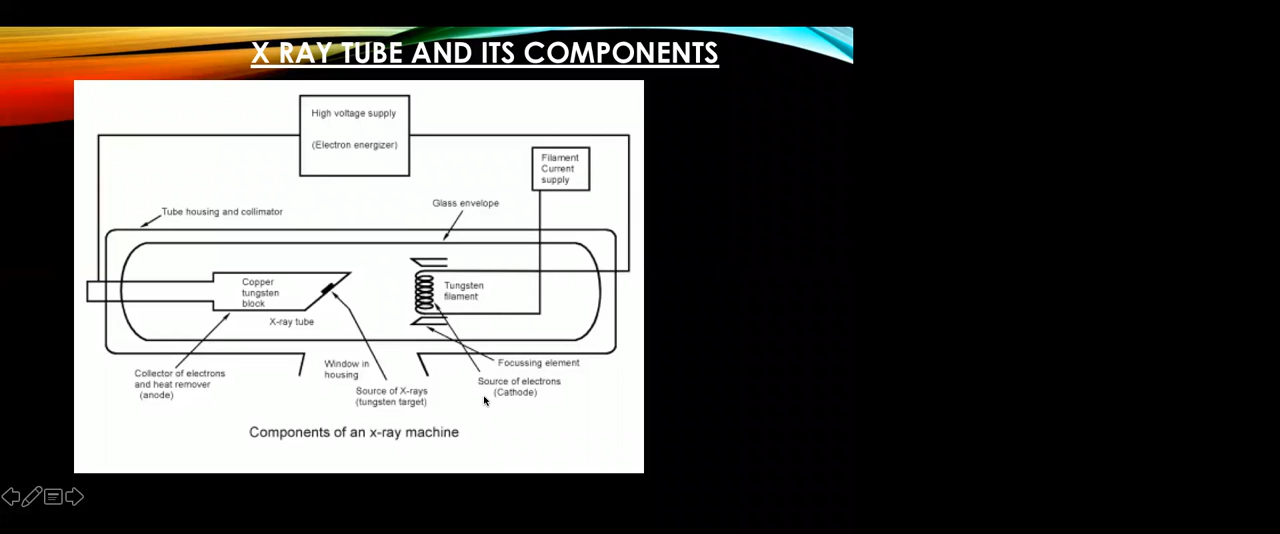 X RAY TUBE AND ITS COMPONENTS
High voltage supply
(Electron energizer)
Filament
Current
supply
Tube housing and collimator
Glass envelope
Copper
tungsten
block
Tungsten
filament
X-ray tube
Window in
housing
Focussing element
Collector of electrons
and heat remover
(anode)
Source of X-rays
(tungsten target)
Source of electrons
(Cathode)
Components of an x-ray machine